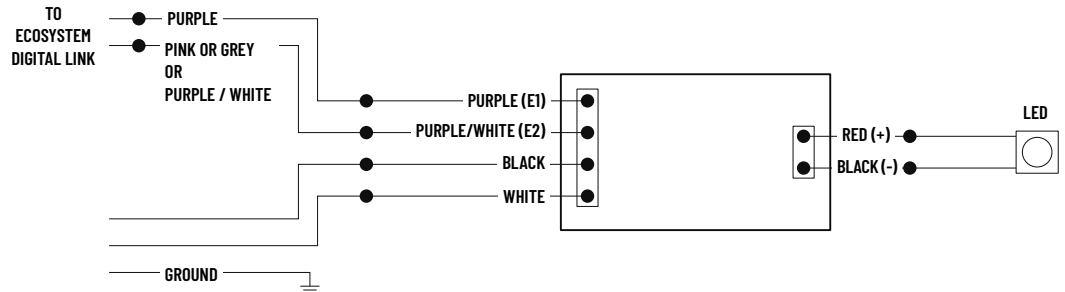 TO
ECOSYSTEM
DIGITAL LINK
PURPLE
PINK OR GREY
OR
PURPLE / WHITE
PURPLE (E1)
PURPLE/WHITE (E2)
BLACK
WHITE
GROUND
RED (+)
BLACK (-)
LED